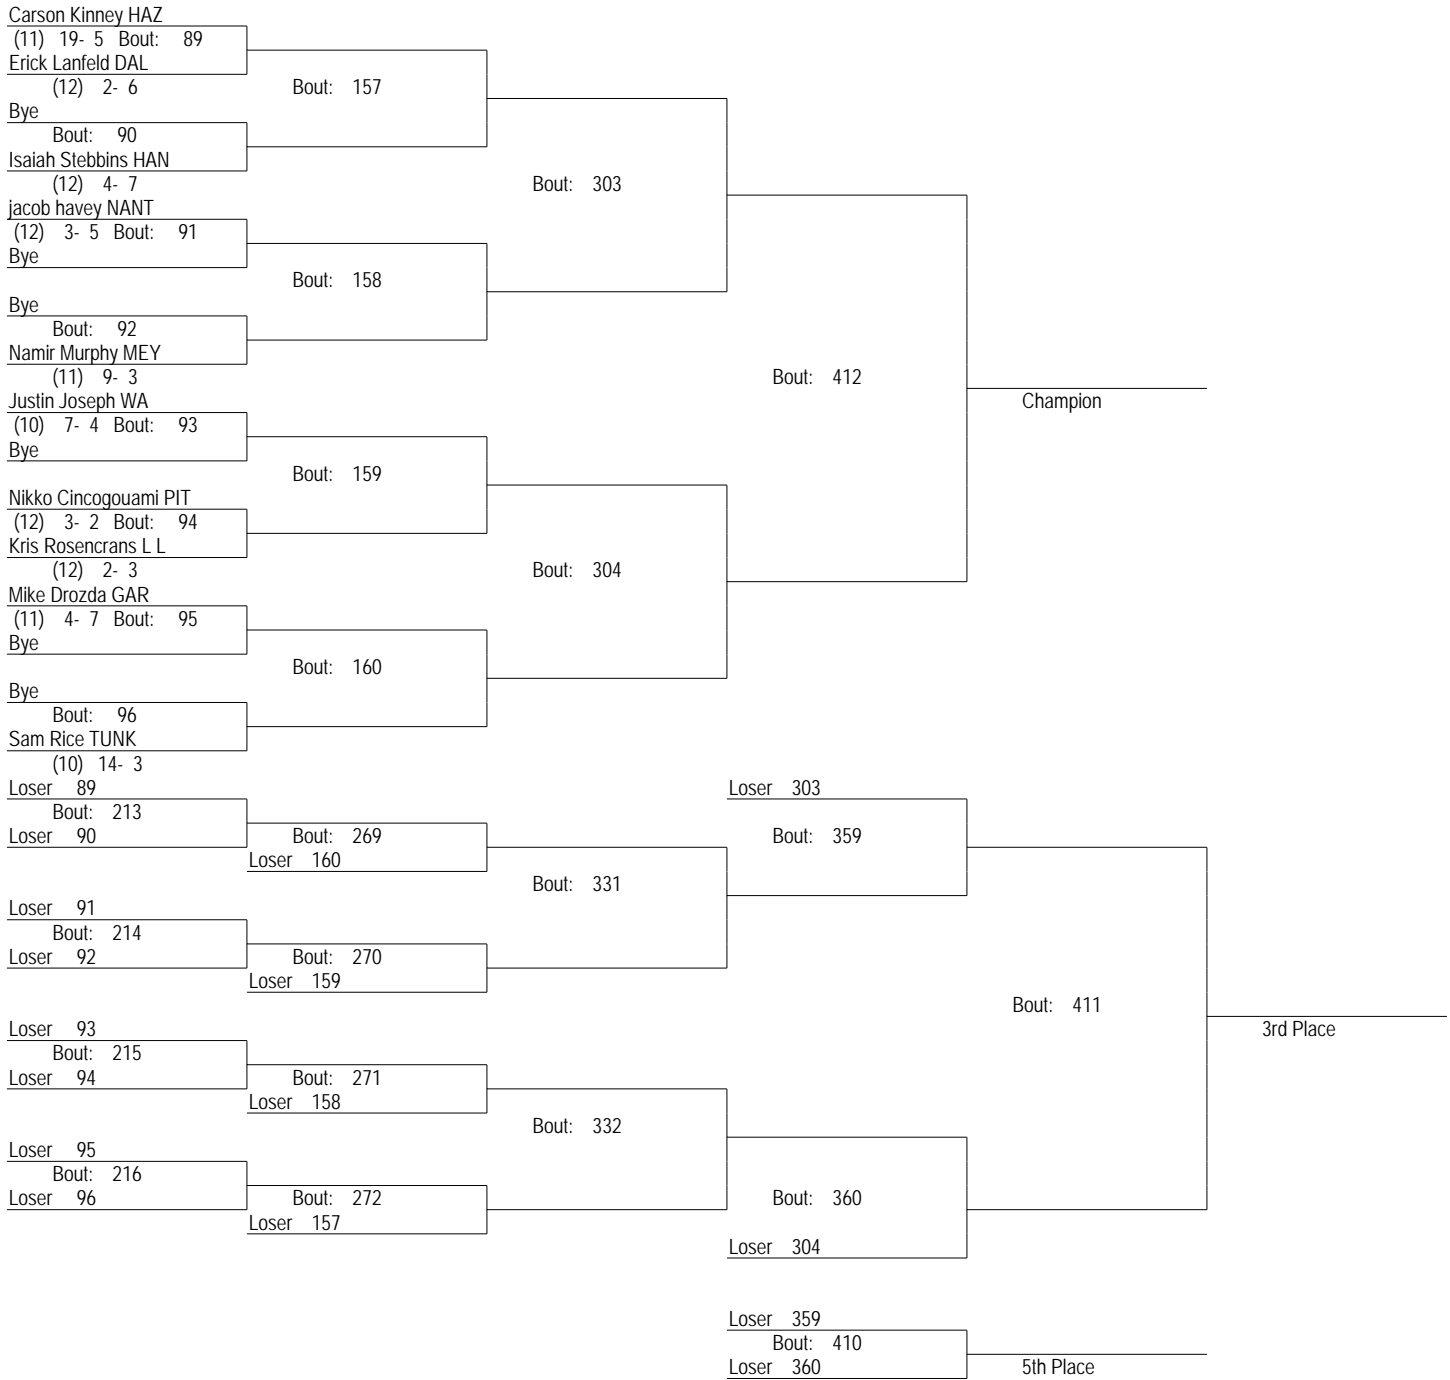 Carson Kinney HAZ
(11) 19- 5 Bout: 89
Erick Lanfeld DAL
(12) 2- 6
Bout: 157
Bye
Bout: 90
Isaiah Stebbins HAN
(12) 4- 7
Bout: 303
jacob havey NANT
(12) 3- 5 Bout: 91
Bye
Bout: 158
Bye
Bout: 92
Namir Murphy MEY
(11) 9- 3
Bout: 412
Champion
Justin Joseph WA
(10) 7- 4 Bout: 93
Bye
Bout: 159
Nikko Cincogouami PIT
(12) 3- 2 Bout: 94
Kris Rosencrans L L
(12) 2- 3
Bout: 304
Mike Drozda GAR
(11) 4- 7 Bout: 95
Bye
Bout: 160
Bye
Bout: 96
Sam Rice TUNK
(10) 14- 3
Loser 89
Bout: 213
Loser 90
Bout: 269
Loser 160
Bout: 331
Loser 303
Bout: 359
Loser 91
Bout: 214
Loser 92
Bout: 270
Loser 159
Bout: 411
3rd Place
Loser 93
Bout: 215
Loser 94
Bout: 271
Loser 158
Bout: 332
Loser 95
Bout: 216
Loser 96
Bout: 272
Loser 157
Bout: 360
Loser 304
Loser 359
Bout: 410
Loser 360
5th Place